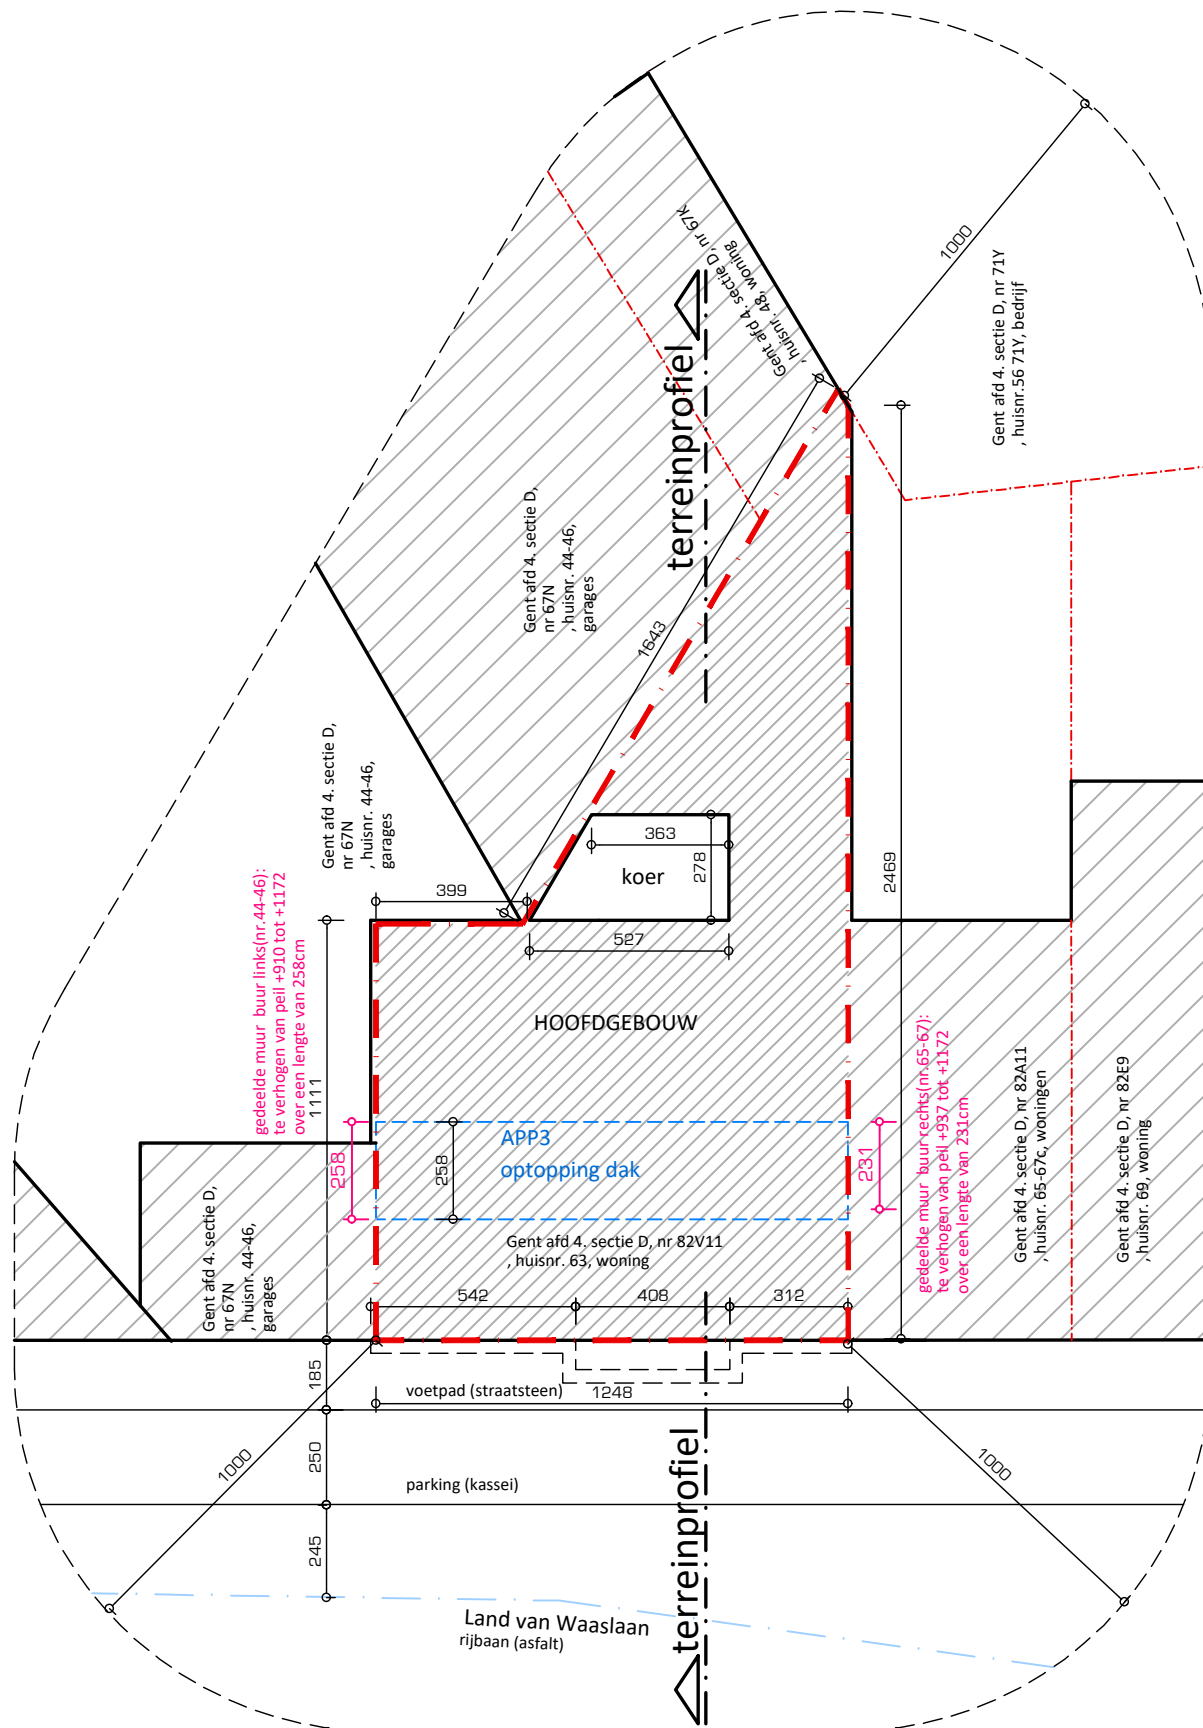 Gent afd 4. sectie D, nr 67K
, huisnr. 48, woning
1000
Gent afd 4. sectie D, nr 71Y
, huisnr.56 71Y, bedrijf
terreinprofiel
Gent afd 4. sectie D,
nr 67N
, huisnr. 44-46,
garages
1643
Gent afd 4. sectie D,
nr 67N
, huisnr. 44-46,
garages
399
363
278
koer
527
2469
gedeelde muur  buur links(nr.44-46):
te verhogen van peil +910 tot +1172
over een lengte van 258cm
1111
HOOFDGEBOUW
258
258
APP3
optopping dak
231
gedeelde muur  buur rechts(nr.65-67):
te verhogen van peil +937 tot +1172
over een lengte van 231cm
Gent afd 4. sectie D, nr 82A11
, huisnr. 65-67c, woningen
Gent afd 4. sectie D, nr 82E9
, huisnr. 69, woning
Gent afd 4. sectie D,
nr 67N
, huisnr. 44-46,
garages
Gent afd 4. sectie D, nr 82V11
, huisnr. 63, woning
542
408
312
185
voetpad (straatsteen)
1248
1000
250
parking (kassei)
1000
245
terreinprofiel
Land van Waaslaan
rijbaan (asfalt)